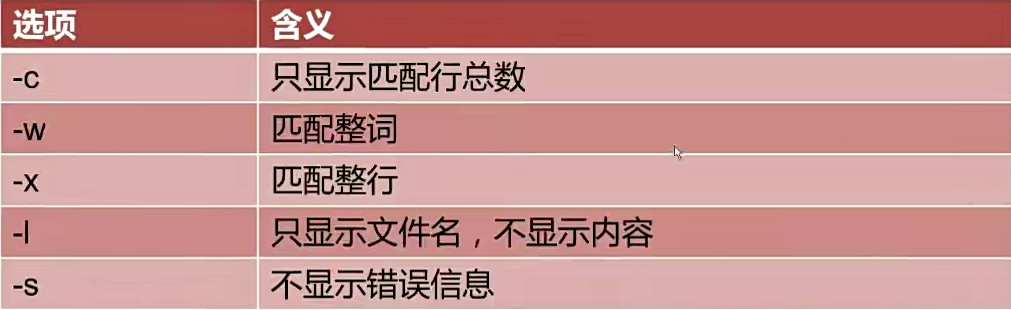 选项 含义
-c 只显示匹配行总数
-w 匹配整词
-x 匹配整行
-l 只显示文件名，不显示内容
-s 不显示错误信息